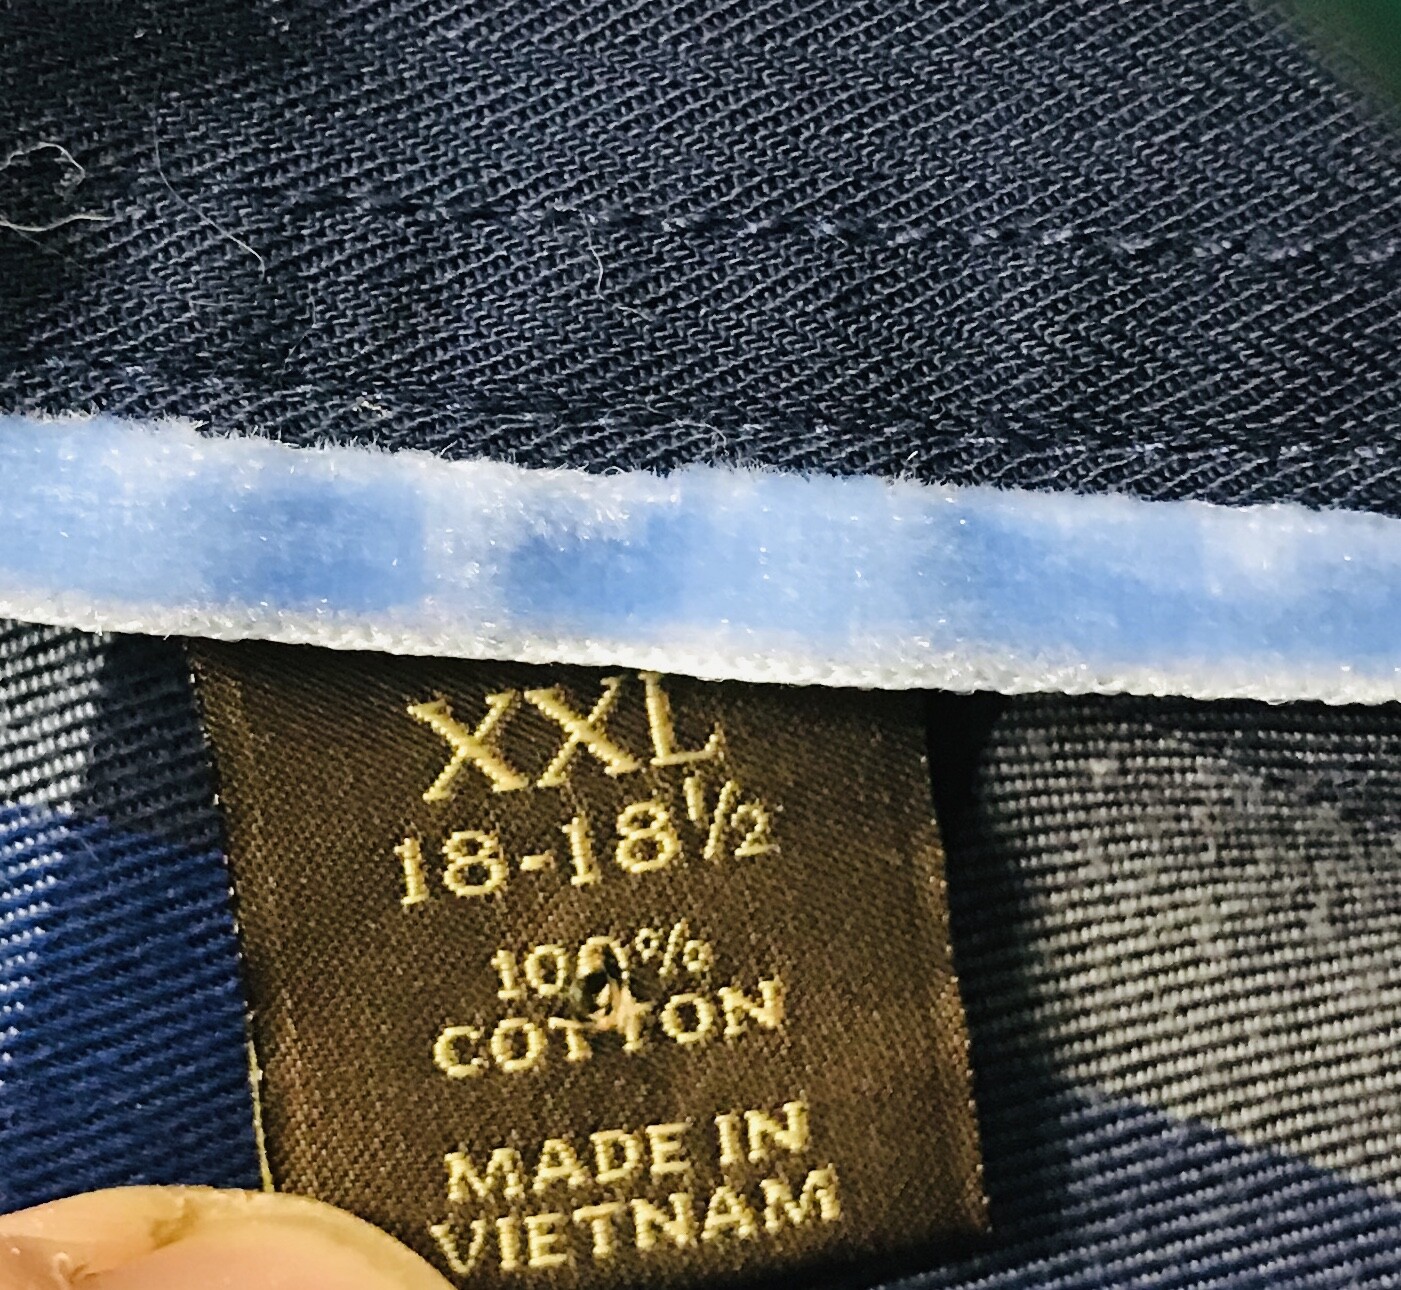 XXL
18-18½
100%
COTTON
MADE IN
VIETNAM